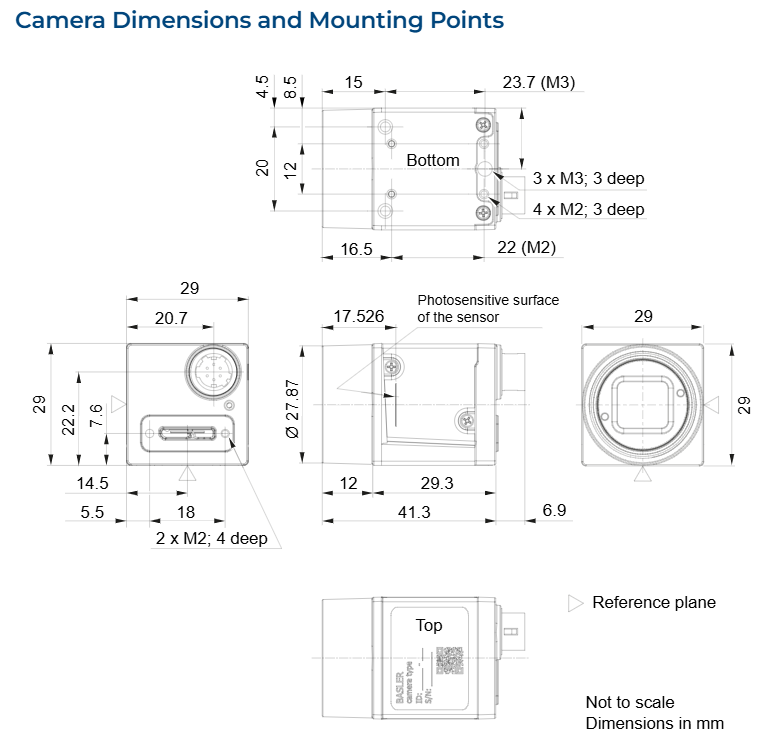 Camera Dimensions and Mounting Points
4.5
8.5
15
23.7 (M3)
20
12
Bottom
3 x M3; 3 deep
4 x M2; 3 deep
16.5
22 (M2)
29
20.7
29
22.2
7.6
14.5
5.5
18
2 x M2; 4 deep
17.526
Photosensitive surface
of the sensor
Ø 27.87
12
29.3
41.3
6.9
29
29
Top
BASLER
camera type
ID:
S/N:
Reference plane
Not to scale
Dimensions in mm